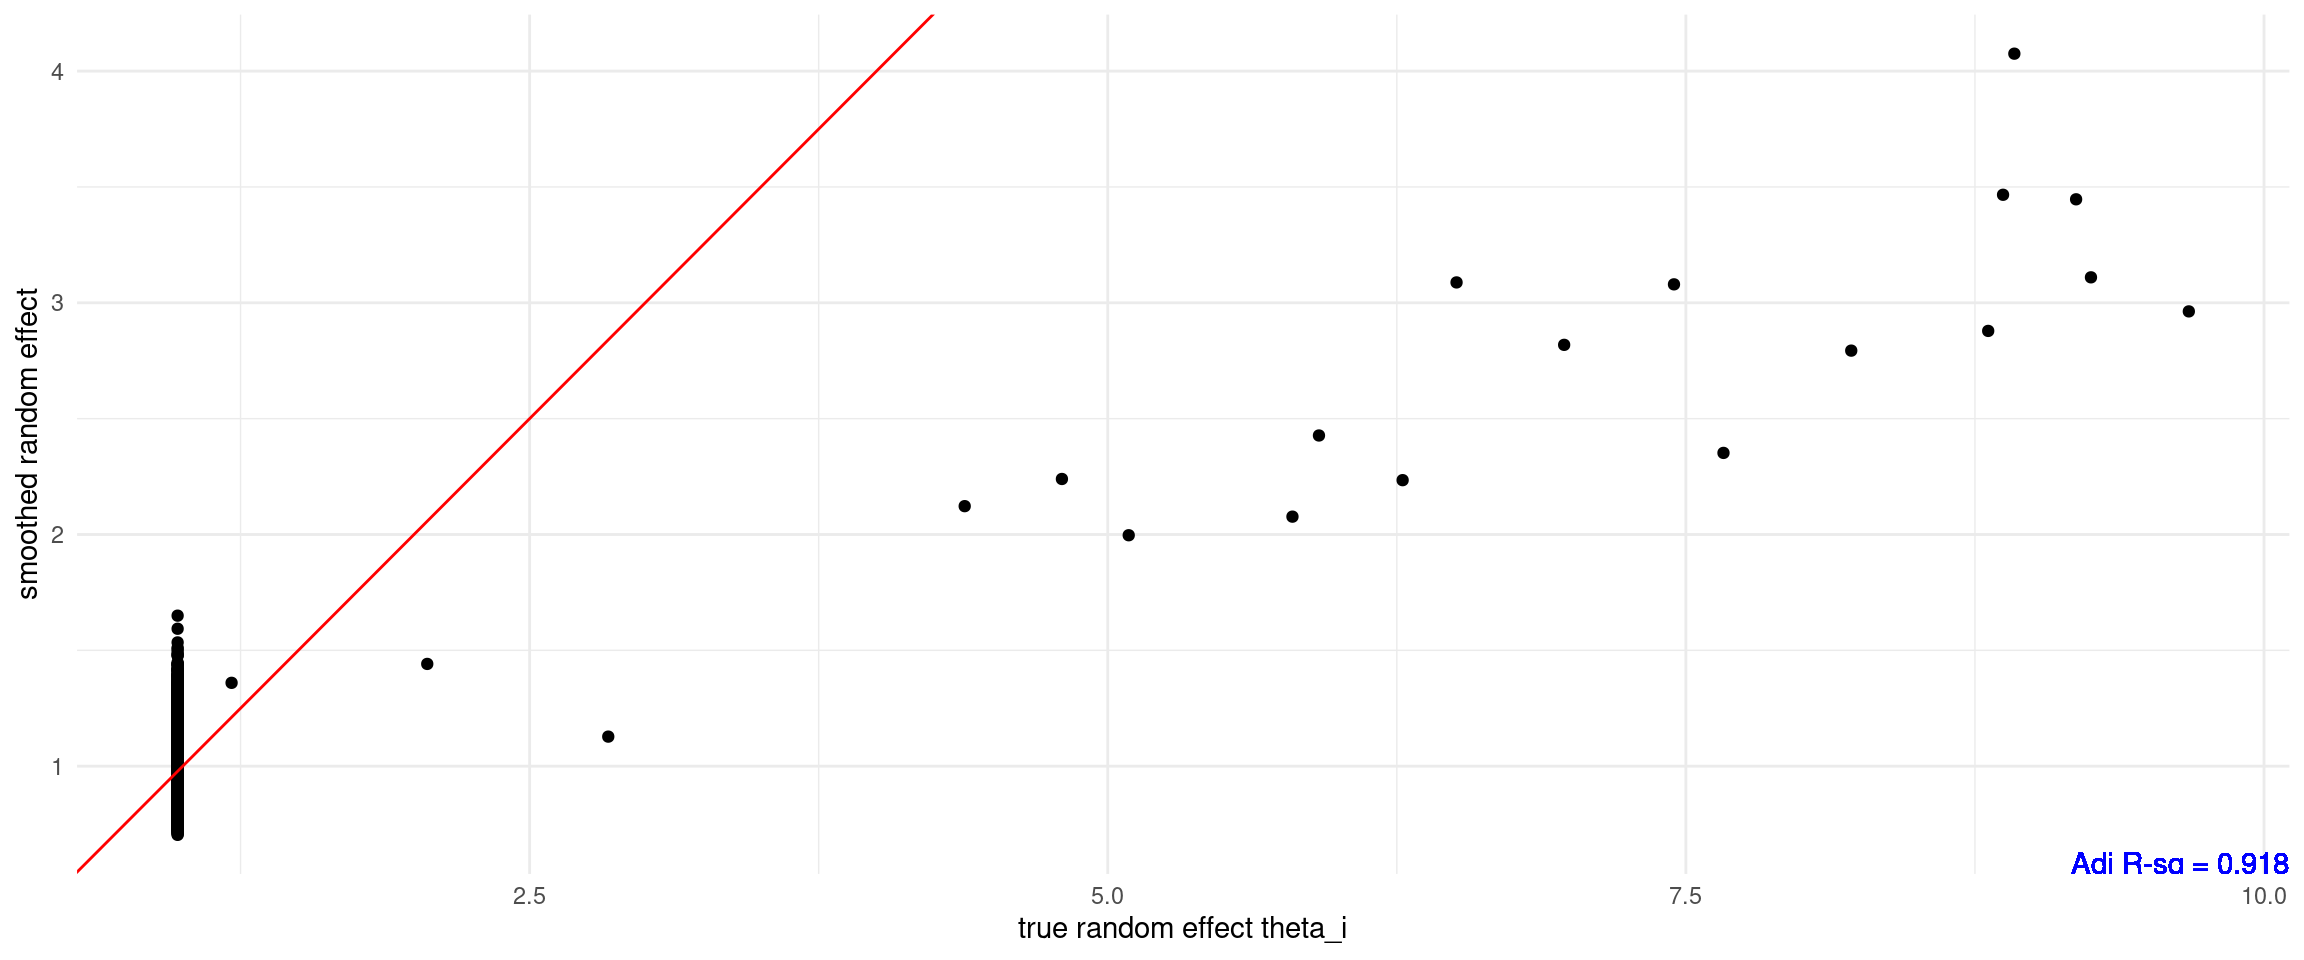 4
3
2
1
smoothed random effect
2.5
5.0
7.5
10.0
true random effect theta_i
Adj R-sq = 0.918